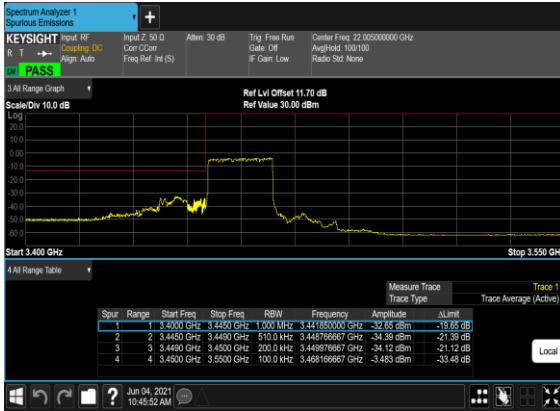 Spectrum Analyzer 1
Spurious Emissions
+
KEYSIGHT Input: RF Input Z: 50 Ω Atten: 30 dB Trig: Free Run Center Freq: 22.005000000 GHz
R T Coupling: DC Corr CCorr Gate: Off Avg|Hold: 100/100
Align: Auto Freq Ref: Int (S) IF Gain: Low Radio Std: None
PASS
3 All Range Graph
Ref Lvl Offset 11.70 dB
Scale/Div 10.0 dB Ref Value 30.00 dBm
Log
20.0
10.0
0.00
-10.0
-20.0
-30.0
-40.0
-50.0
-60.0
Start 3.400 GHz Stop 3.550 GH
4 All Range Table
Measure Trace Trace 1
Trace Type Trace Average (Active)
Spur Range Start Freq Stop Freq RBW Frequency Amplitude ΔLimit
1 1 3.4000 GHz 3.4450 GHz 1.000 MHz 3.441850000 GHz -32.65 dBm -19.65 dB
2 2 3.4450 GHz 3.4490 GHz 510.0 kHz 3.448766667 GHz -34.39 dBm -21.39 dB
3 3 3.4490 GHz 3.4500 GHz 200.0 kHz 3.449976667 GHz -34.12 dBm -21.12 dB
4 4 3.4500 GHz 3.5500 GHz 100.0 kHz 3.468166667 GHz -3.483 dBm -33.48 dB
Local
?
Jun 04, 2021
10:45:52 AM